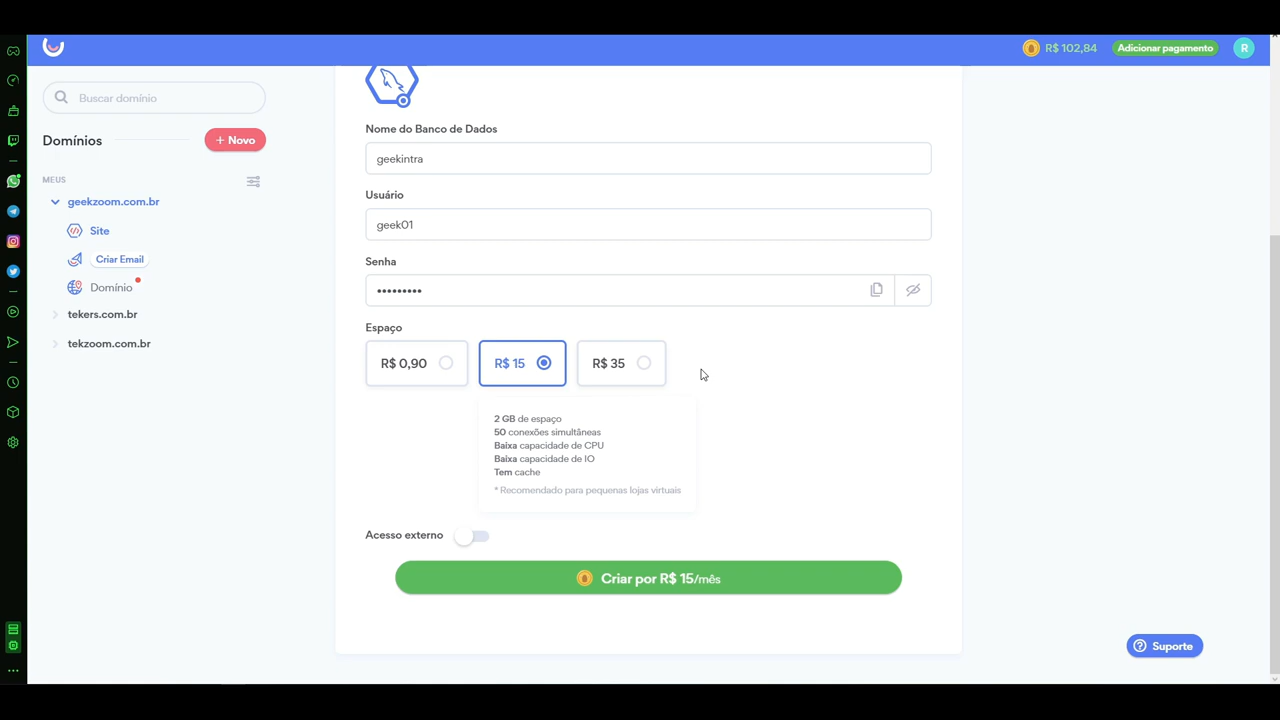 R$ 102,84
Adicionar pagamento
R
Buscar domínio
Domínios
+ Novo
MEUS
geekzoom.com.br
Site
Criar Email
Domínio
tekers.com.br
tekzoom.com.br
Nome do Banco de Dados
geekintra
Usuário
geek01
Senha
•••••••••
Espaço
R$ 0,90
R$ 15
R$ 35
2 GB de espaço
50 conexões simultâneas
Baixa capacidade de CPU
Baixa capacidade de IO
Tem cache
* Recomendado para pequenas lojas virtuais
Acesso externo
Criar por R$ 15/mês
Suporte